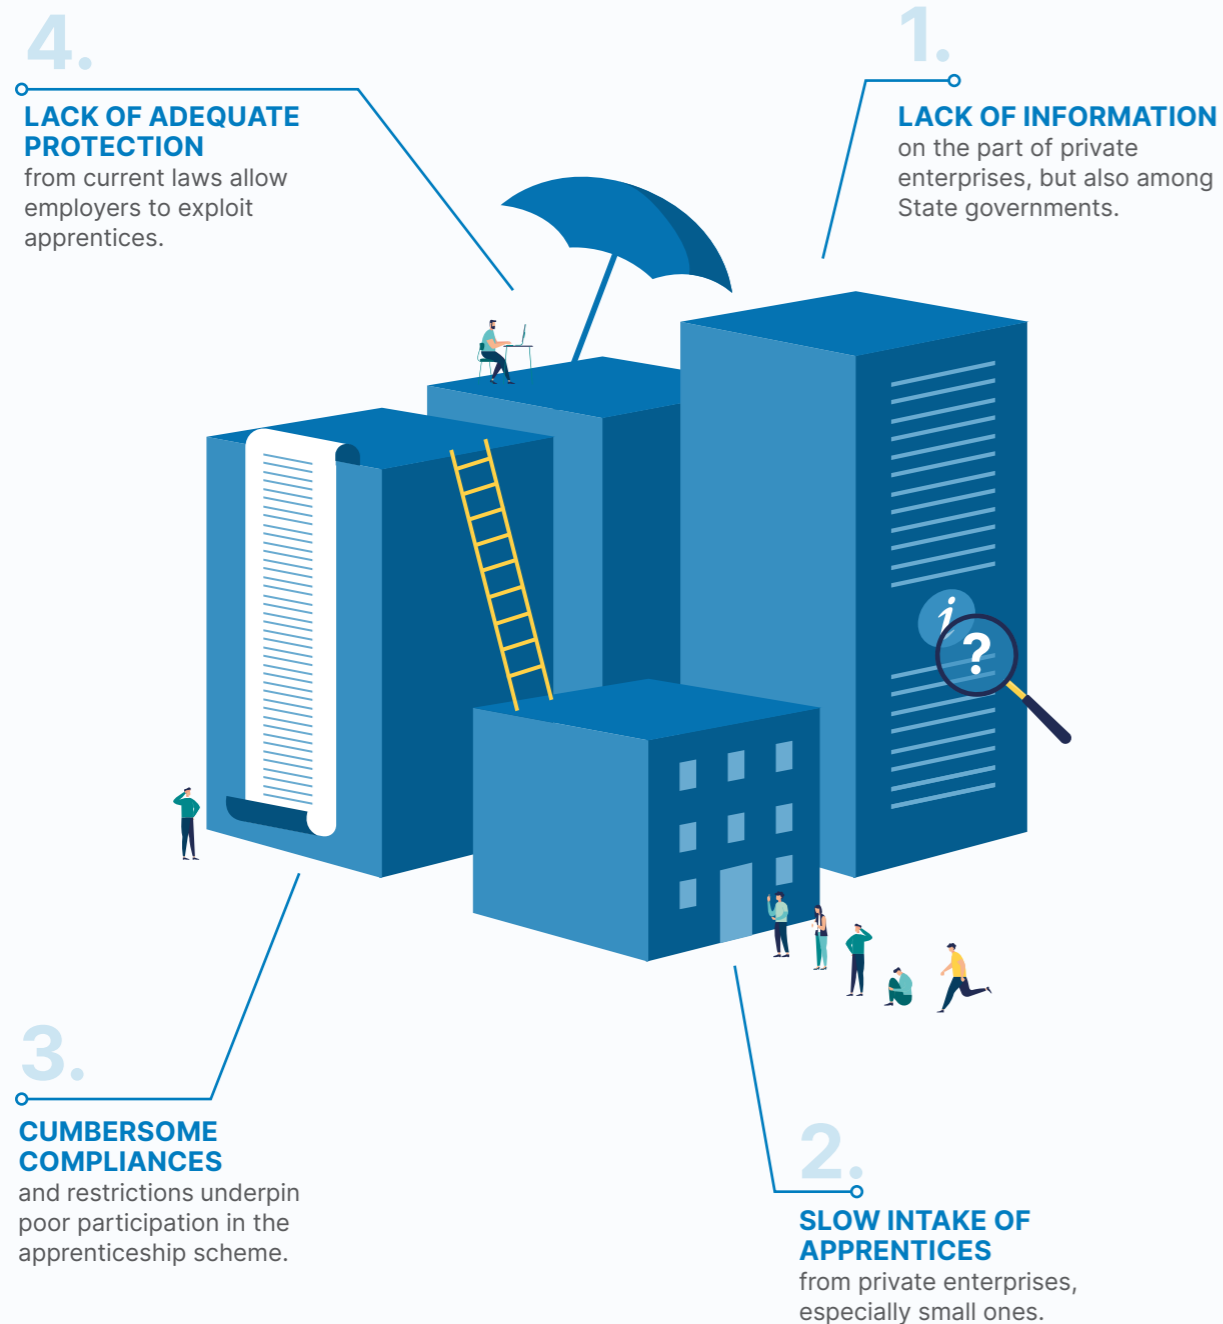 4.
LACK OF ADEQUATE
PROTECTION
from current laws allow
employers to exploit
apprentices.
1.
LACK OF INFORMATION
on the part of private
enterprises, but also among
State governments.
i
?
3.
CUMBERSOME
COMPLIANCES
and restrictions underpin
poor participation in the
apprenticeship scheme.
2.
SLOW INTAKE OF
APPRENTICES
from private enterprises,
especially small ones.